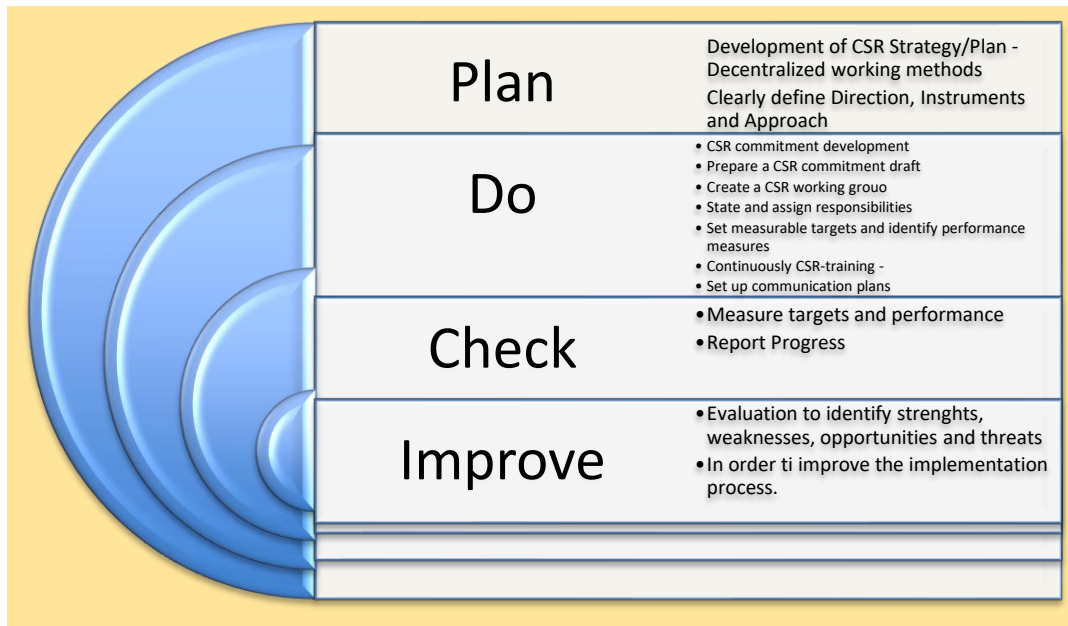 Plan
Development of CSR Strategy/Plan -
Decentralized working methods
Clearly define Direction, Instruments
and Approach
Do
• CSR commitment development
• Prepare a CSR commitment draft
• Create a CSR working grouo
• State and assign responsibilities
• Set measurable targets and identify performance
measures
• Continuously CSR-training -
• Set up communication plans
Check
•Measure targets and performance
•Report Progress
Improve
•Evaluation to identify strenghts,
weaknesses, opportunities and threats
•In order ti improve the implementation
process.